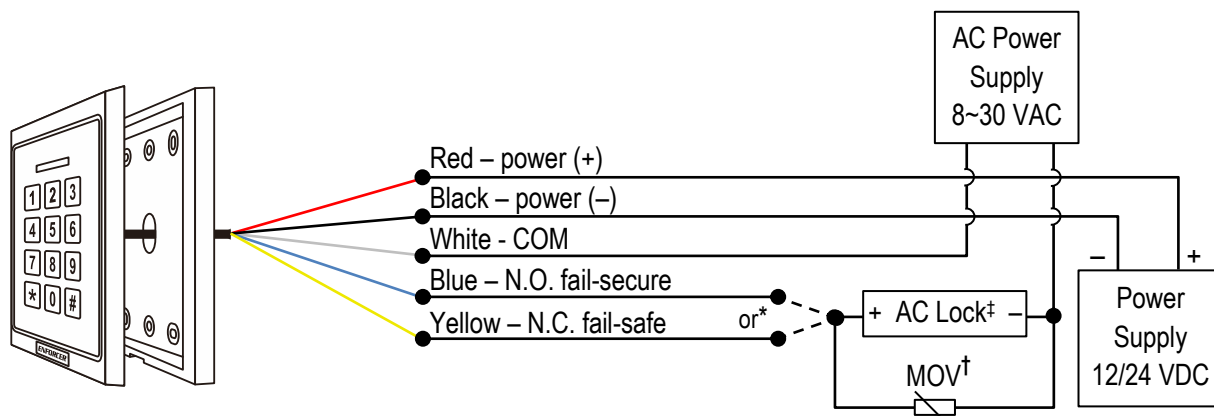 AC Power
Supply
8~30 VAC
Red – power (+)
Black – power (–)
White - COM
Blue – N.O. fail-secure
Yellow – N.C. fail-safe
or*
+ AC Lock‡ –
MOV†
– +
Power
Supply
12/24 VDC
1 2 3
4 5 6
7 8 9
* 0 #
ENFORCER